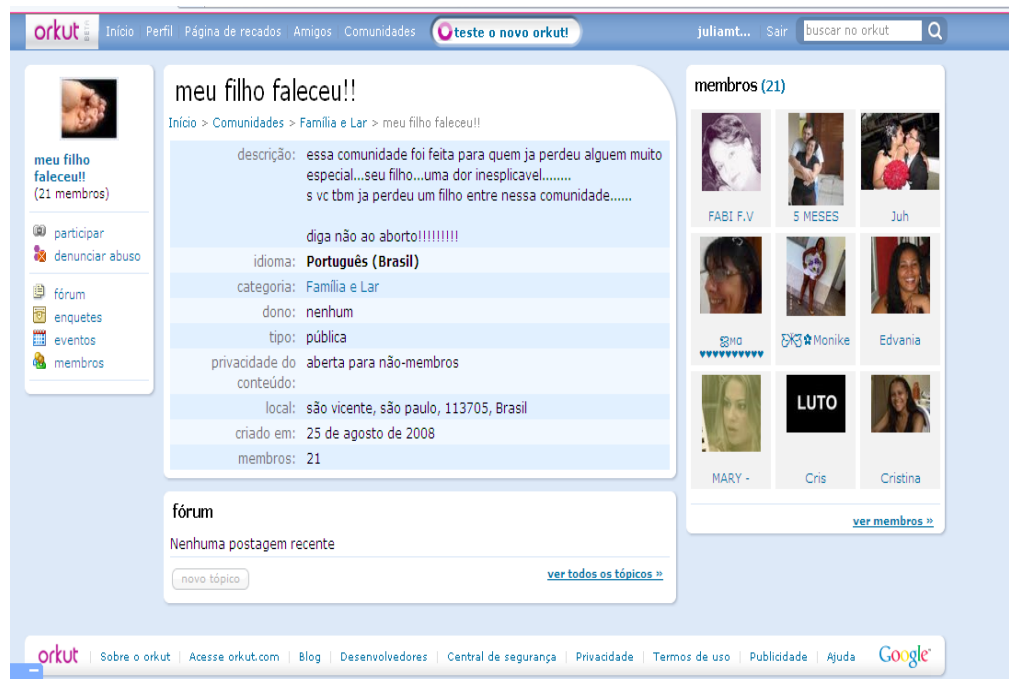 orkut BETA Início Perfil Página de recados Amigos Comunidades teste o novo orkut! juliamt... Sair buscar no orkut
meu filho
faleceu!!
(21 membros)
participar
denunciar abuso
fórum
enquetes
eventos
membros
meu filho faleceu!!
Início > Comunidades > Família e Lar > meu filho faleceu!!
descrição: essa comunidade foi feita para quem ja perdeu alguem muito
especial...seu filho...uma dor inesplicavel........
s vc tbm ja perdeu um filho entre nessa comunidade......
diga não ao aborto!!!!!!!!!
idioma: Português (Brasil)
categoria: Família e Lar
dono: nenhum
tipo: pública
privacidade do aberta para não-membros
conteúdo:
local: são vicente, são paulo, 113705, Brasil
criado em: 25 de agosto de 2008
membros: 21
fórum
Nenhuma postagem recente
novo tópico ver todos os tópicos »
membros (21)
FABI F.V 5 MESES Juh
Monike Edvania
♥♥♥♥♥♥♥♥♥♥
LUTO
MARY - Cris Cristina
ver membros »
orkut Sobre o orkut Acesse orkut.com Blog Desenvolvedores Central de segurança Privacidade Termos de uso Publicidade Ajuda Google